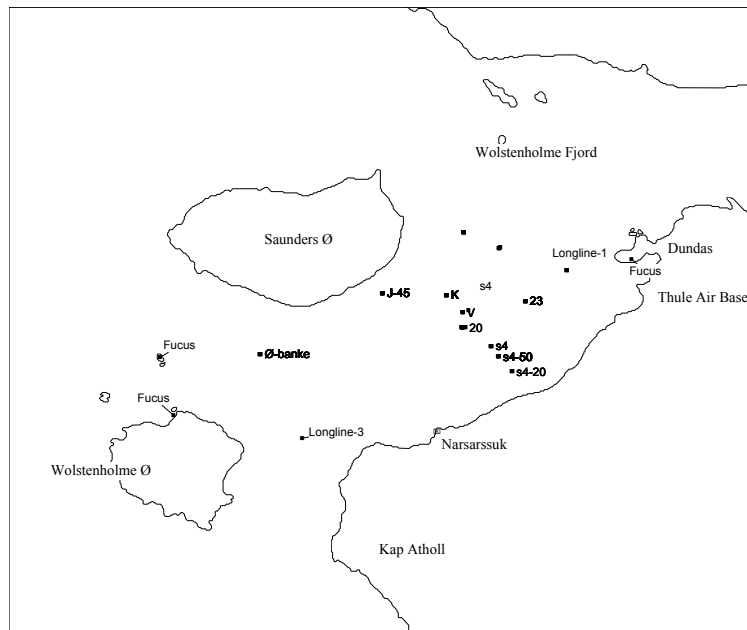 Wolstenholme Fjord
Saunders Ø
Dundas
Longline-1
Fucus
s4
J-45
K
23
Thule Air Base
V
20
s4
Fucus
Ø-banke
s4-50
s4-20
Fucus
Longline-3
Narsarssuk
Wolstenholme Ø
Kap Atholl